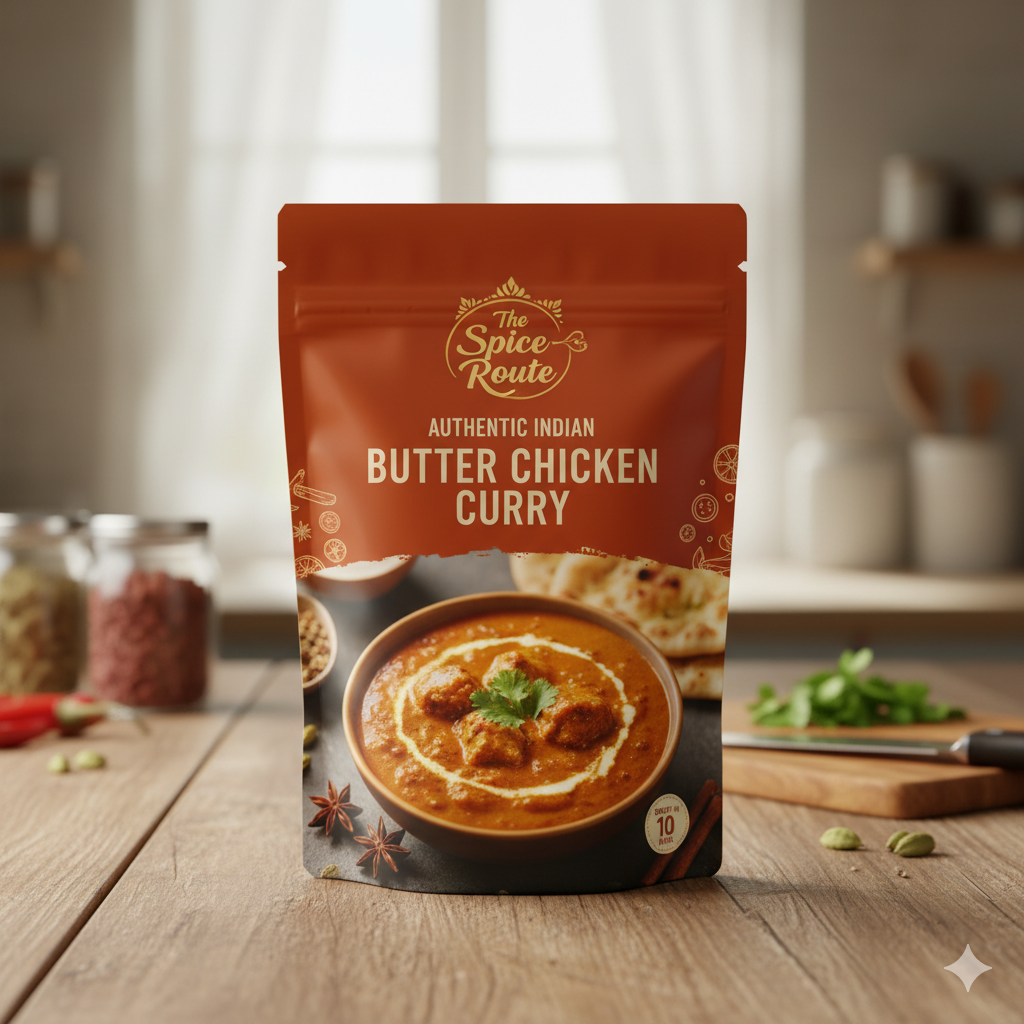 The
Spice
Route
AUTHENTIC INDIAN
BUTTER CHICKEN
CURRY
10